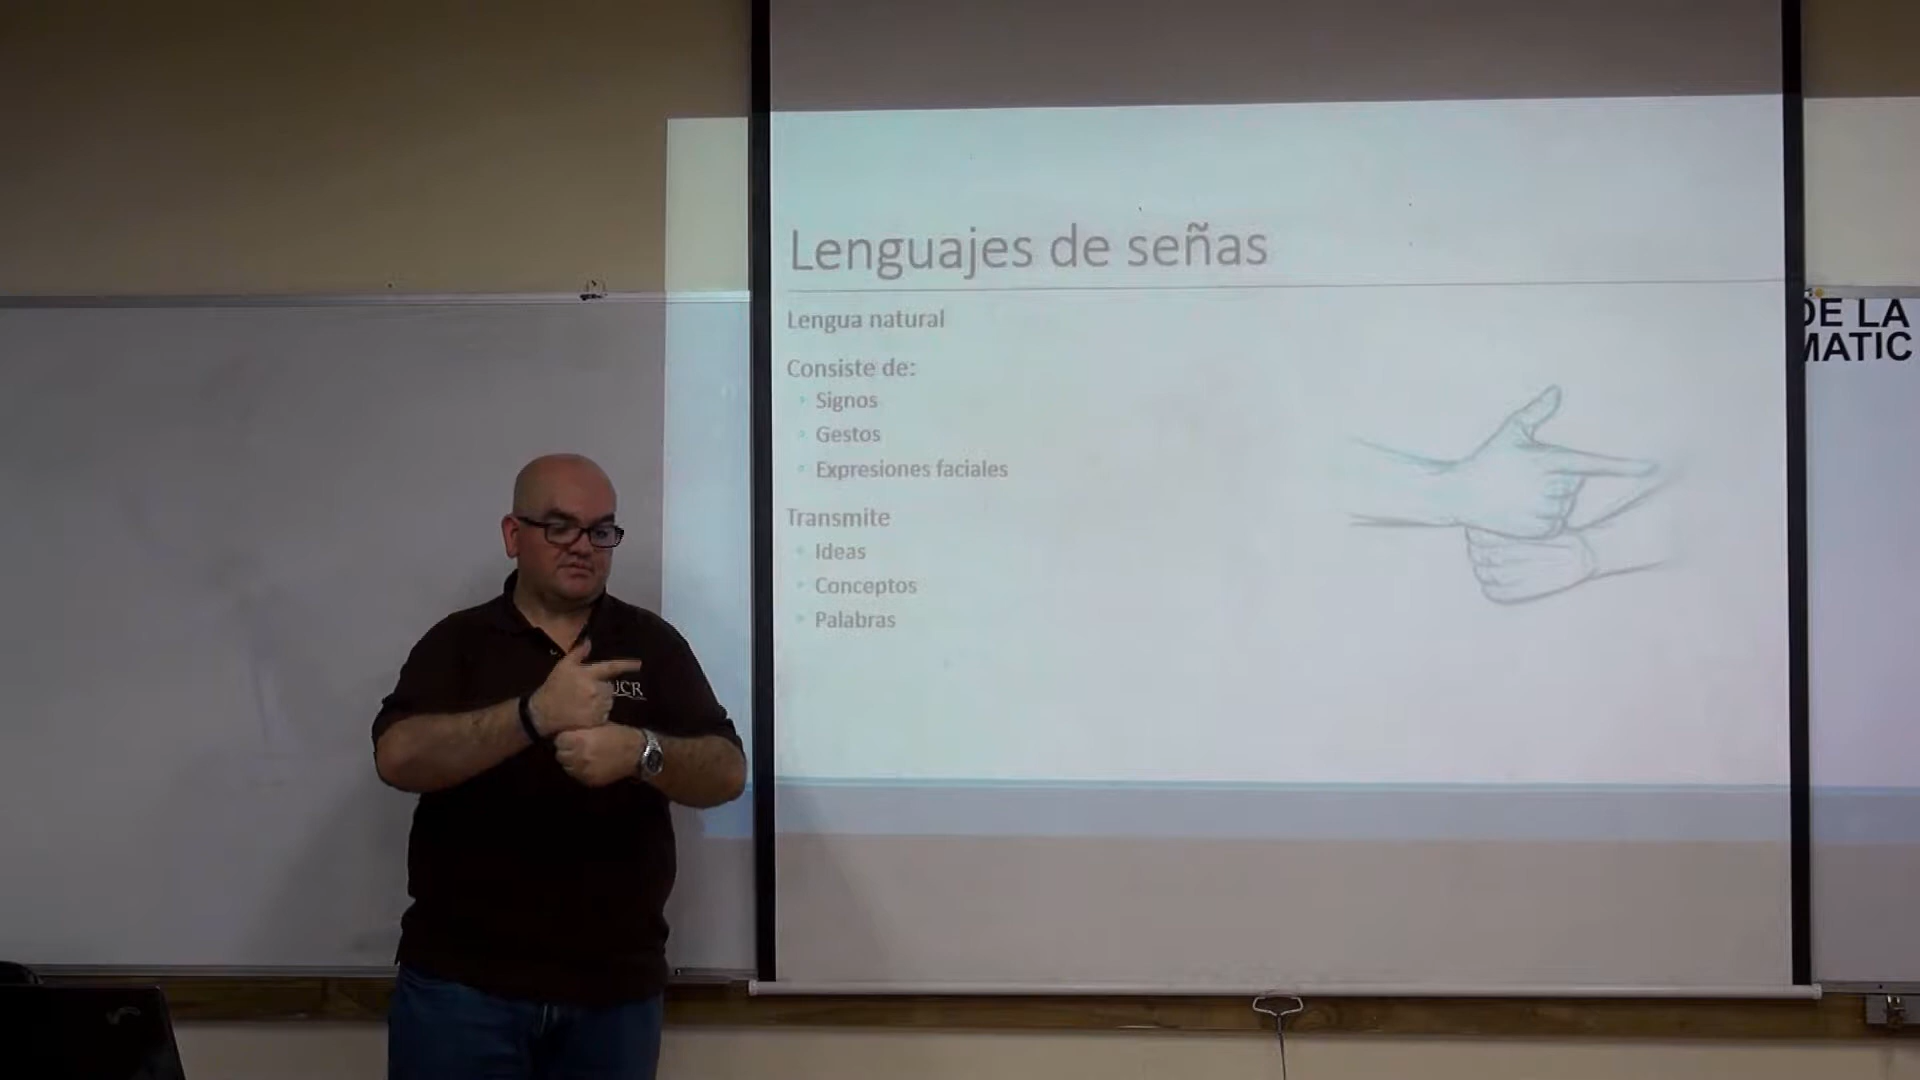 Lenguajes de señas
Lengua natural
Consiste de:
Signos
Gestos
Expresiones faciales
Transmite
Ideas
Conceptos
Palabras
UCR
DE LA
MATIC